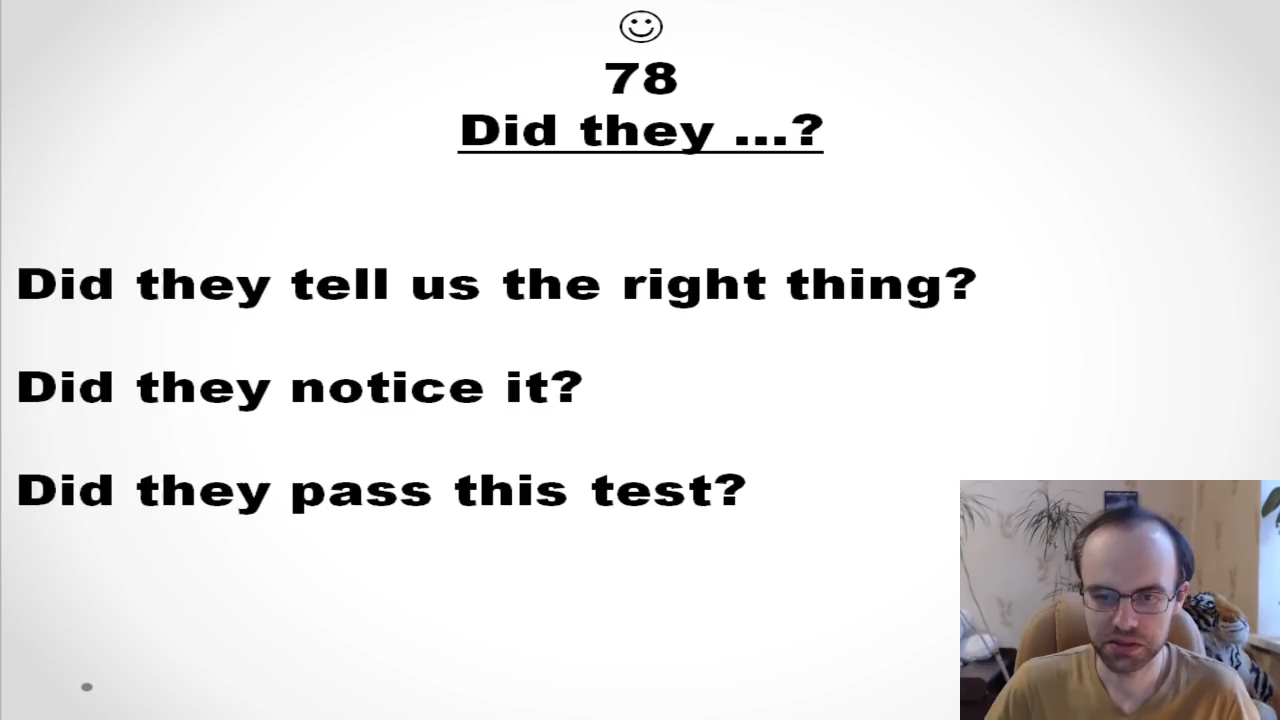 78
Did they ...?
Did they tell us the right thing?
Did they notice it?
Did they pass this test?